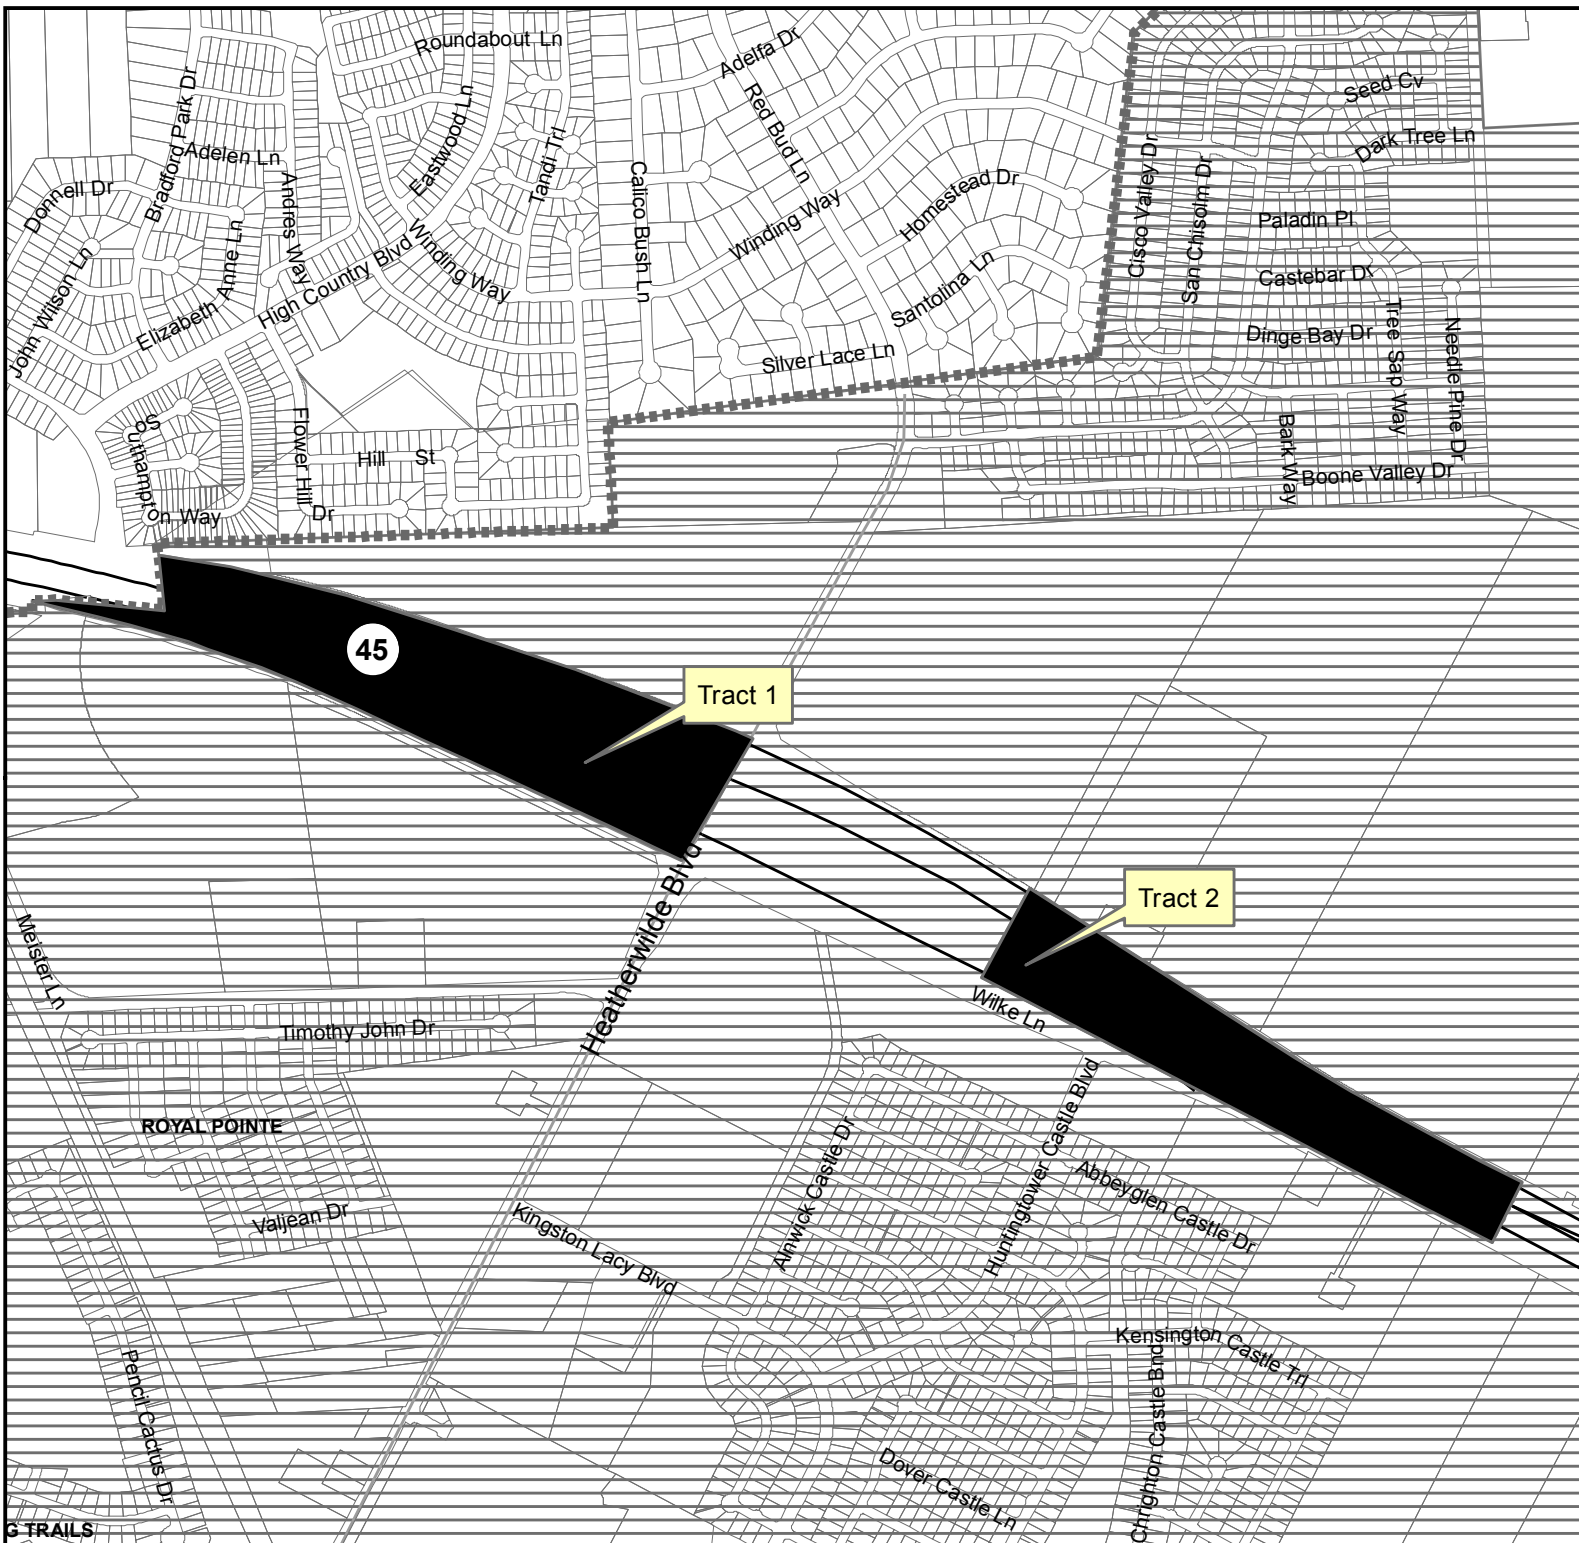 Roundabout Ln
Adelfa Dr
Seed Cv
Bradford Park Dr
Eastwood Ln
Red Bud Ln
Dark Tree Ln
Adelen Ln
Tandi Trl
Donnell Dr
Andres Way
Calico Bush Ln
Homestead Dr
Cisco Valley Dr
San Chisolm Dr
Paladin Pl
Winding Way
Winding Way
Elizabeth Anne Ln
High Country Blvd
John Wilson Ln
Santolina Ln
Castebar Dr
Dinge Bay Dr
Tree Sap Way
Needle Pine Dr
Silver Lace Ln
Southampton Way
Flower Hill Dr
Hill St
Bark Way
Boone Valley Dr
45
Tract 1
Tract 2
Heatherwilde Blvd
Meister Ln
Wilke Ln
Timothy John Dr
ROYAL POINTE
Huntingtower Castle Blvd
Alnwick Castle Dr
Abbeyglen Castle Dr
Valjean Dr
Kingston Lacy Blvd
Kensington Castle Trl
Pencil Cactus Dr
Chrighton Castle Bnd
Dover Castle Ln
G TRAILS